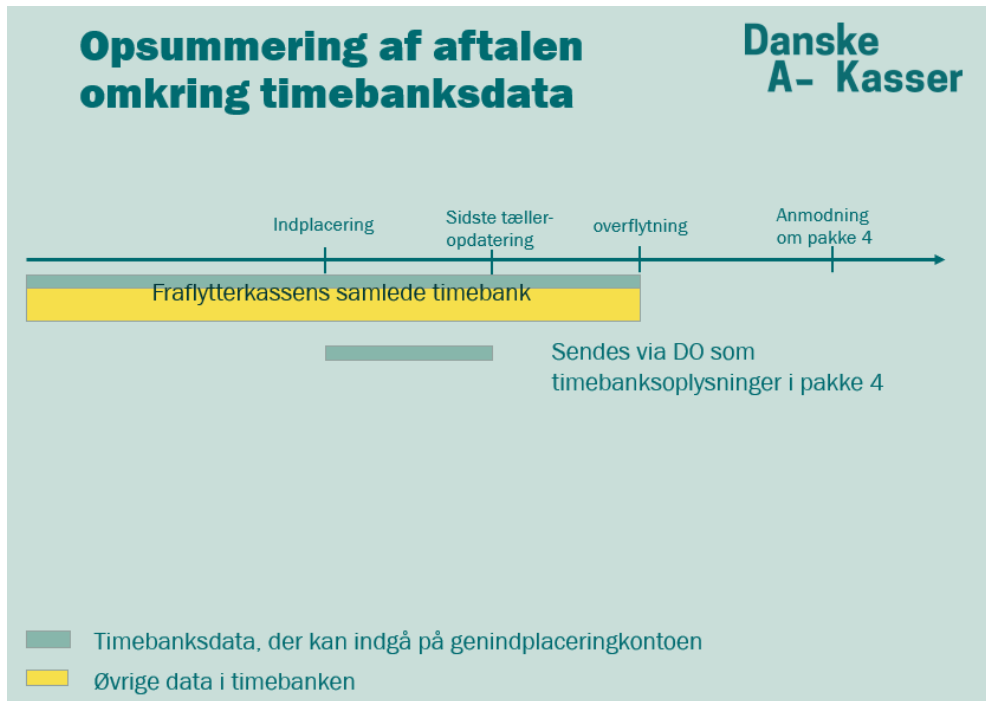 Opsummering af aftalen
omkring timebanksdata
Danske
A- Kasser
Indplacering
Sidste tæller-
opdatering
overflytning
Anmodning
om pakke 4
Fraflytterkassens samlede timebank
Sendes via DO som
timebanksoplysninger i pakke 4
Timebanksdata, der kan indgå på genindplaceringkontoen
Øvrige data i timebanken